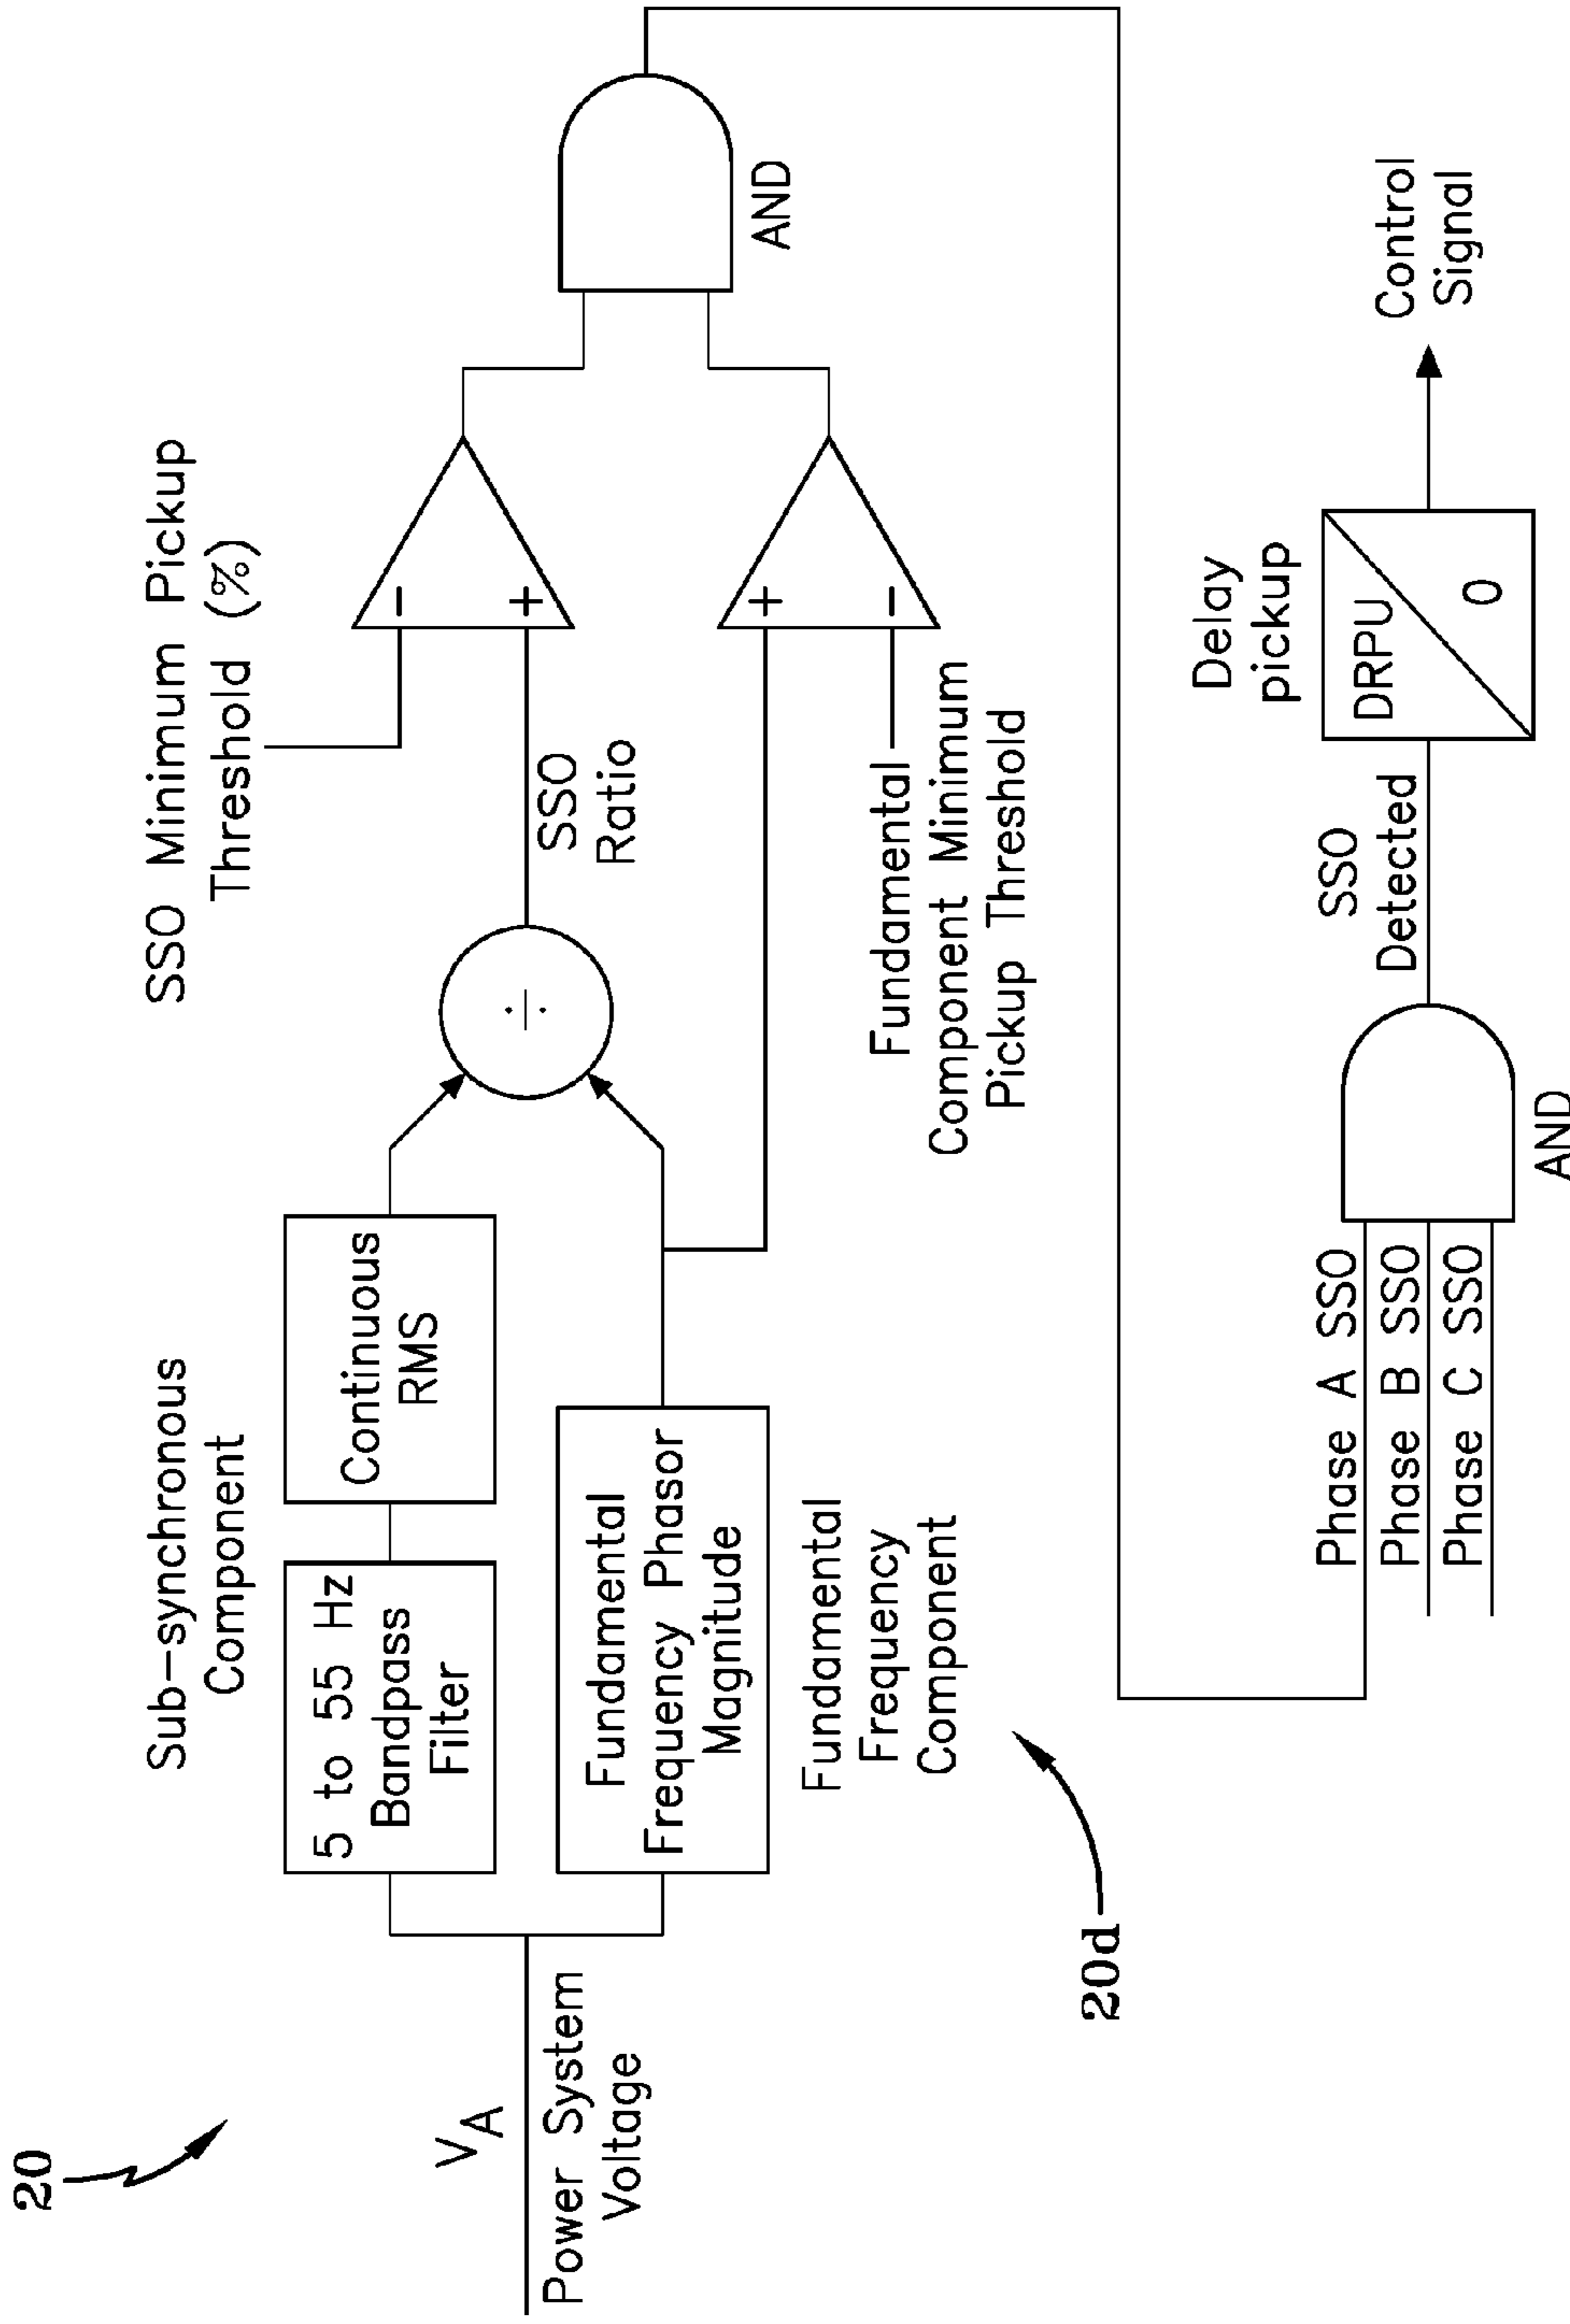 20
V_A
Power System
Voltage
Sub-synchronous
Component
5 to 55 Hz
Bandpass
Filter
Continuous
RMS
Fundamental
Frequency Phasor
Magnitude
Fundamental
Frequency
Component
÷
SSO
Ratio
SSO Minimum Pickup
Threshold (%)
−
+
+
−
Fundamental
Component Minimum
Pickup Threshold
AND
20d
Phase A SSO
Phase B SSO
Phase C SSO
AND
SSO
Detected
Delay
pickup
DRPU
0
Control
Signal